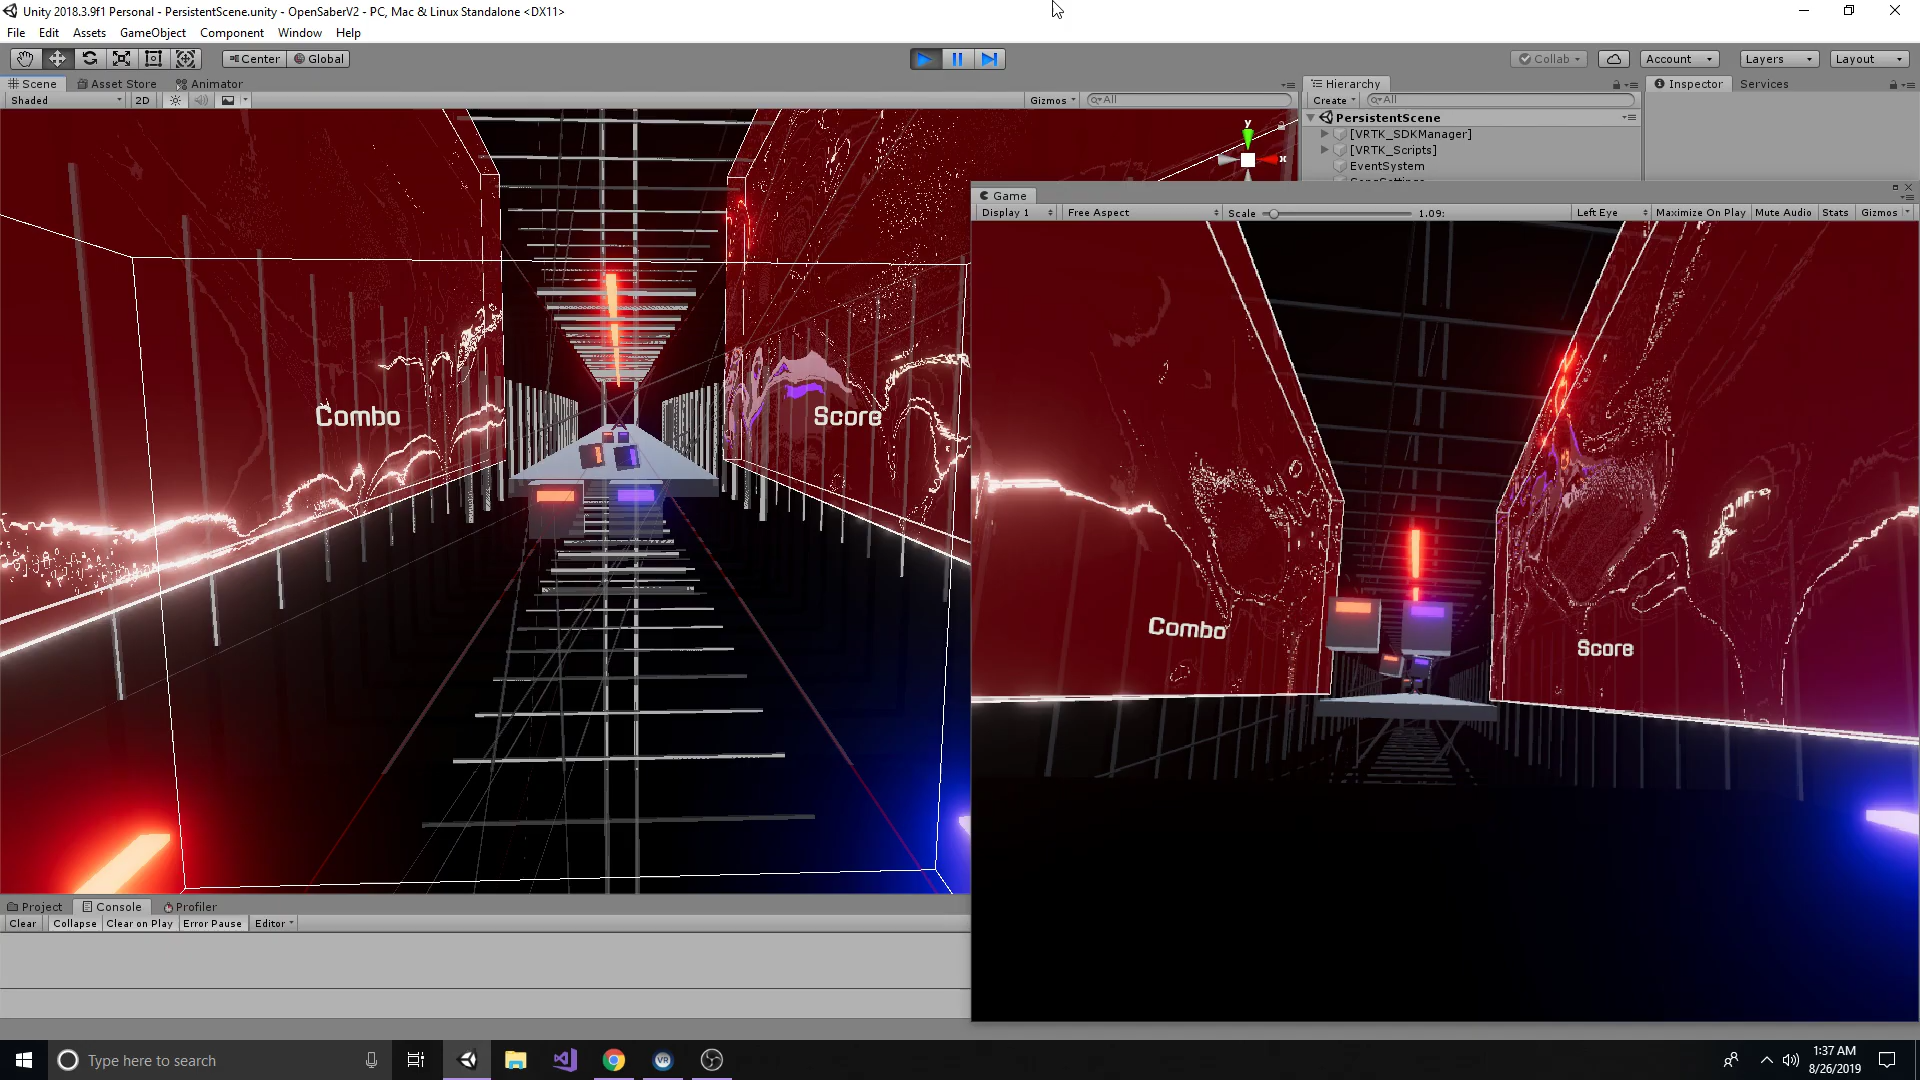 Unity 2018.3.9f1 Personal - PersistentScene.unity - OpenSaberV2 - PC, Mac & Linux Standalone <DX11>
File Edit Assets GameObject Component Window Help
Center Global Collab Account Layers Layout
Scene Asset Store Animator
Shaded 2D Gizmos All
Hierarchy
Create All
PersistentScene
[VRTK_SDKManager]
[VRTK_Scripts]
EventSystem
Inspector Services
y
x
Combo
Score
Game
Display 1 Free Aspect Scale 1.09: Left Eye Maximize On Play Mute Audio Stats Gizmos
Combo
Score
Project Console Profiler
Clear Collapse Clear on Play Error Pause Editor
Type here to search
VR
1:37 AM
8/26/2019